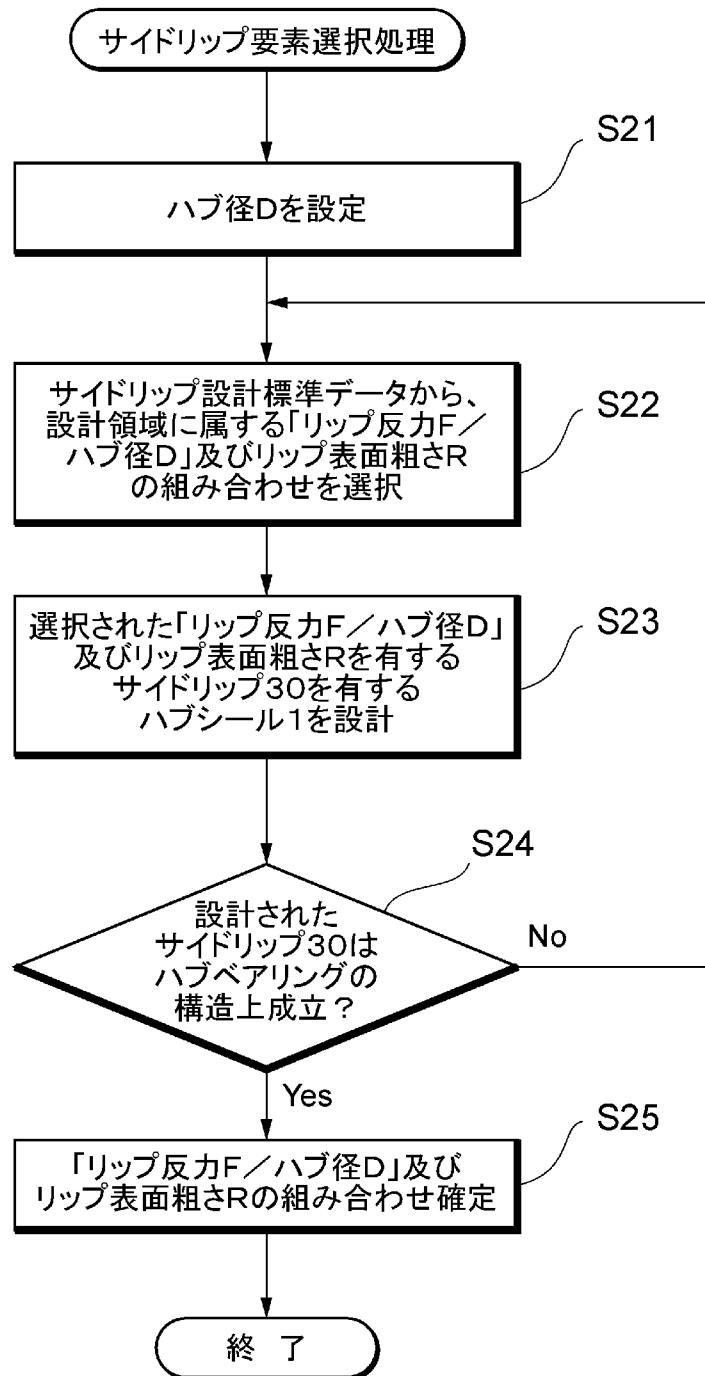 サイドリップ要素選択処理
S21
ハブ径Dを設定
サイドリップ設計標準データから、
設計領域に属する「リップ反力F／
ハブ径D」及びリップ表面粗さR
の組み合わせを選択
S22
選択された「リップ反力F／ハブ径D」
及びリップ表面粗さRを有する
サイドリップ30を有する
ハブシール1を設計
S23
S24
設計された
サイドリップ30は
ハブベアリングの
構造上成立？
No
Yes
S25
「リップ反力F／ハブ径D」及び
リップ表面粗さRの組み合わせ確定
終 了